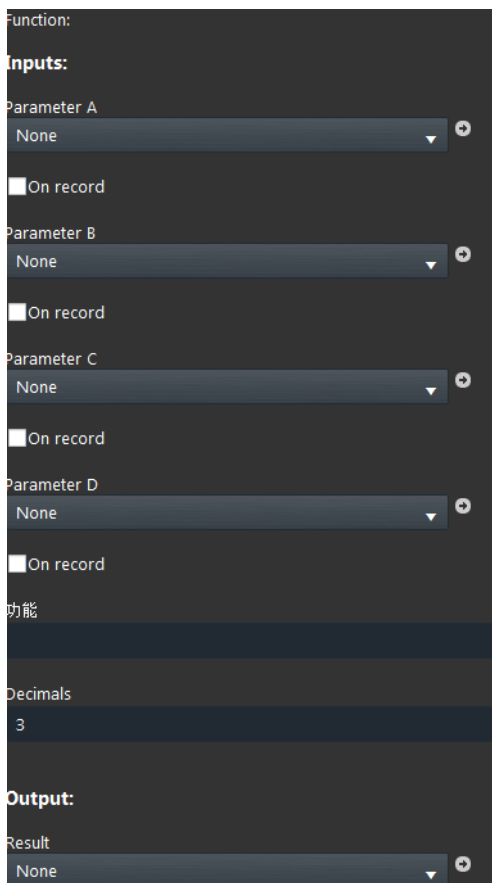 Function:
Inputs:
Parameter A
None
On record
Parameter B
None
On record
Parameter C
None
On record
Parameter D
None
On record
功能
Decimals
3
Output:
Result
None